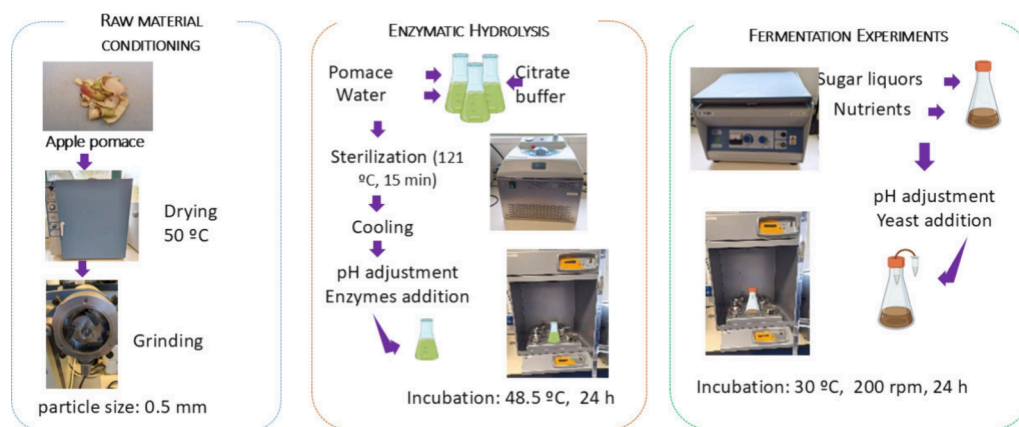 RAW MATERIAL
CONDITIONING
Apple pomace
Drying
50 ºC
Grinding
particle size: 0.5 mm
ENZYMATIC HYDROLYSIS
Pomace
Water
Citrate
buffer
Sterilization (121
ºC, 15 min)
Cooling
pH adjustment
Enzymes addition
Incubation: 48.5 ºC, 24 h
FERMENTATION EXPERIMENTS
Sugar liquors
Nutrients
pH adjustment
Yeast addition
Incubation: 30 ºC, 200 rpm, 24 h